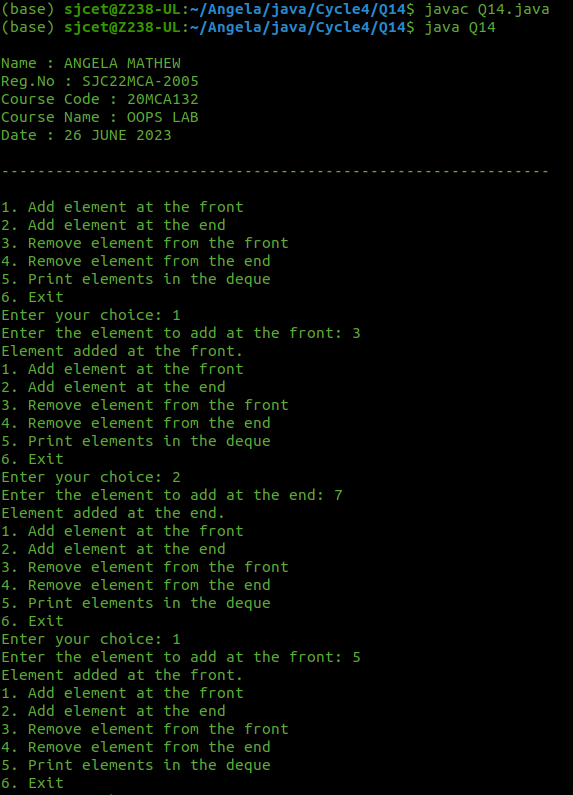 (base) sjcet@Z238-UL:~/Angela/java/Cycle4/Q14$ javac Q14.java
(base) sjcet@Z238-UL:~/Angela/java/Cycle4/Q14$ java Q14
Name : ANGELA MATHEW
Reg.No : SJC22MCA-2005
Course Code : 20MCA132
Course Name : OOPS LAB
Date : 26 JUNE 2023
-------------------------------------------------------------
1. Add element at the front
2. Add element at the end
3. Remove element from the front
4. Remove element from the end
5. Print elements in the deque
6. Exit
Enter your choice: 1
Enter the element to add at the front: 3
Element added at the front.
1. Add element at the front
2. Add element at the end
3. Remove element from the front
4. Remove element from the end
5. Print elements in the deque
6. Exit
Enter your choice: 2
Enter the element to add at the end: 7
Element added at the end.
1. Add element at the front
2. Add element at the end
3. Remove element from the front
4. Remove element from the end
5. Print elements in the deque
6. Exit
Enter your choice: 1
Enter the element to add at the front: 5
Element added at the front.
1. Add element at the front
2. Add element at the end
3. Remove element from the front
4. Remove element from the end
5. Print elements in the deque
6. Exit